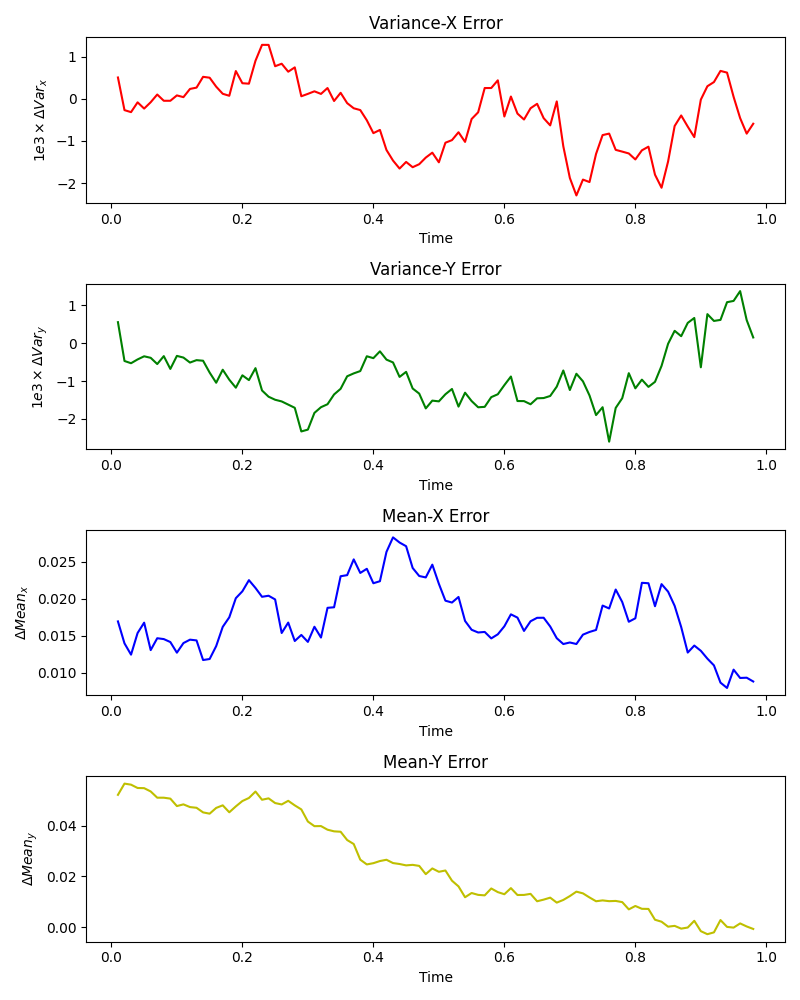 Variance-X Error
1e3 × ΔVarₓ
1
0
−1
−2
0.0 0.2 0.4 0.6 0.8 1.0
Time
Variance-Y Error
1e3 × ΔVar_y
1
0
−1
−2
0.0 0.2 0.4 0.6 0.8 1.0
Time
Mean-X Error
ΔMeanₓ
0.025
0.020
0.015
0.010
0.0 0.2 0.4 0.6 0.8 1.0
Time
Mean-Y Error
ΔMean_y
0.04
0.02
0.00
0.0 0.2 0.4 0.6 0.8 1.0
Time